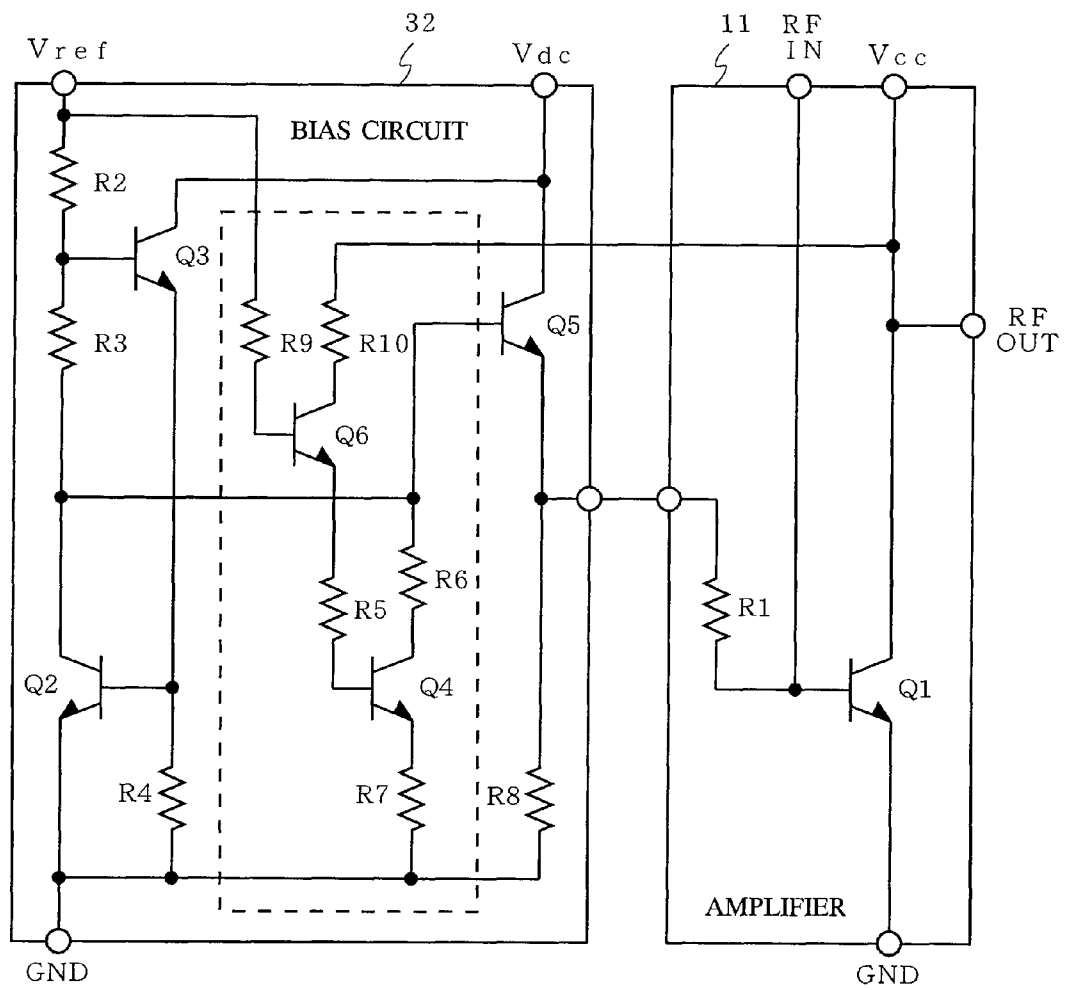 32
11
RF
IN
Vref
Vdc
Vcc
BIAS CIRCUIT
R2
Q3
R3
R9
R10
Q5
RF
OUT
Q6
R6
R5
R1
Q2
Q4
Q1
R4
R7
R8
AMPLIFIER
GND
GND